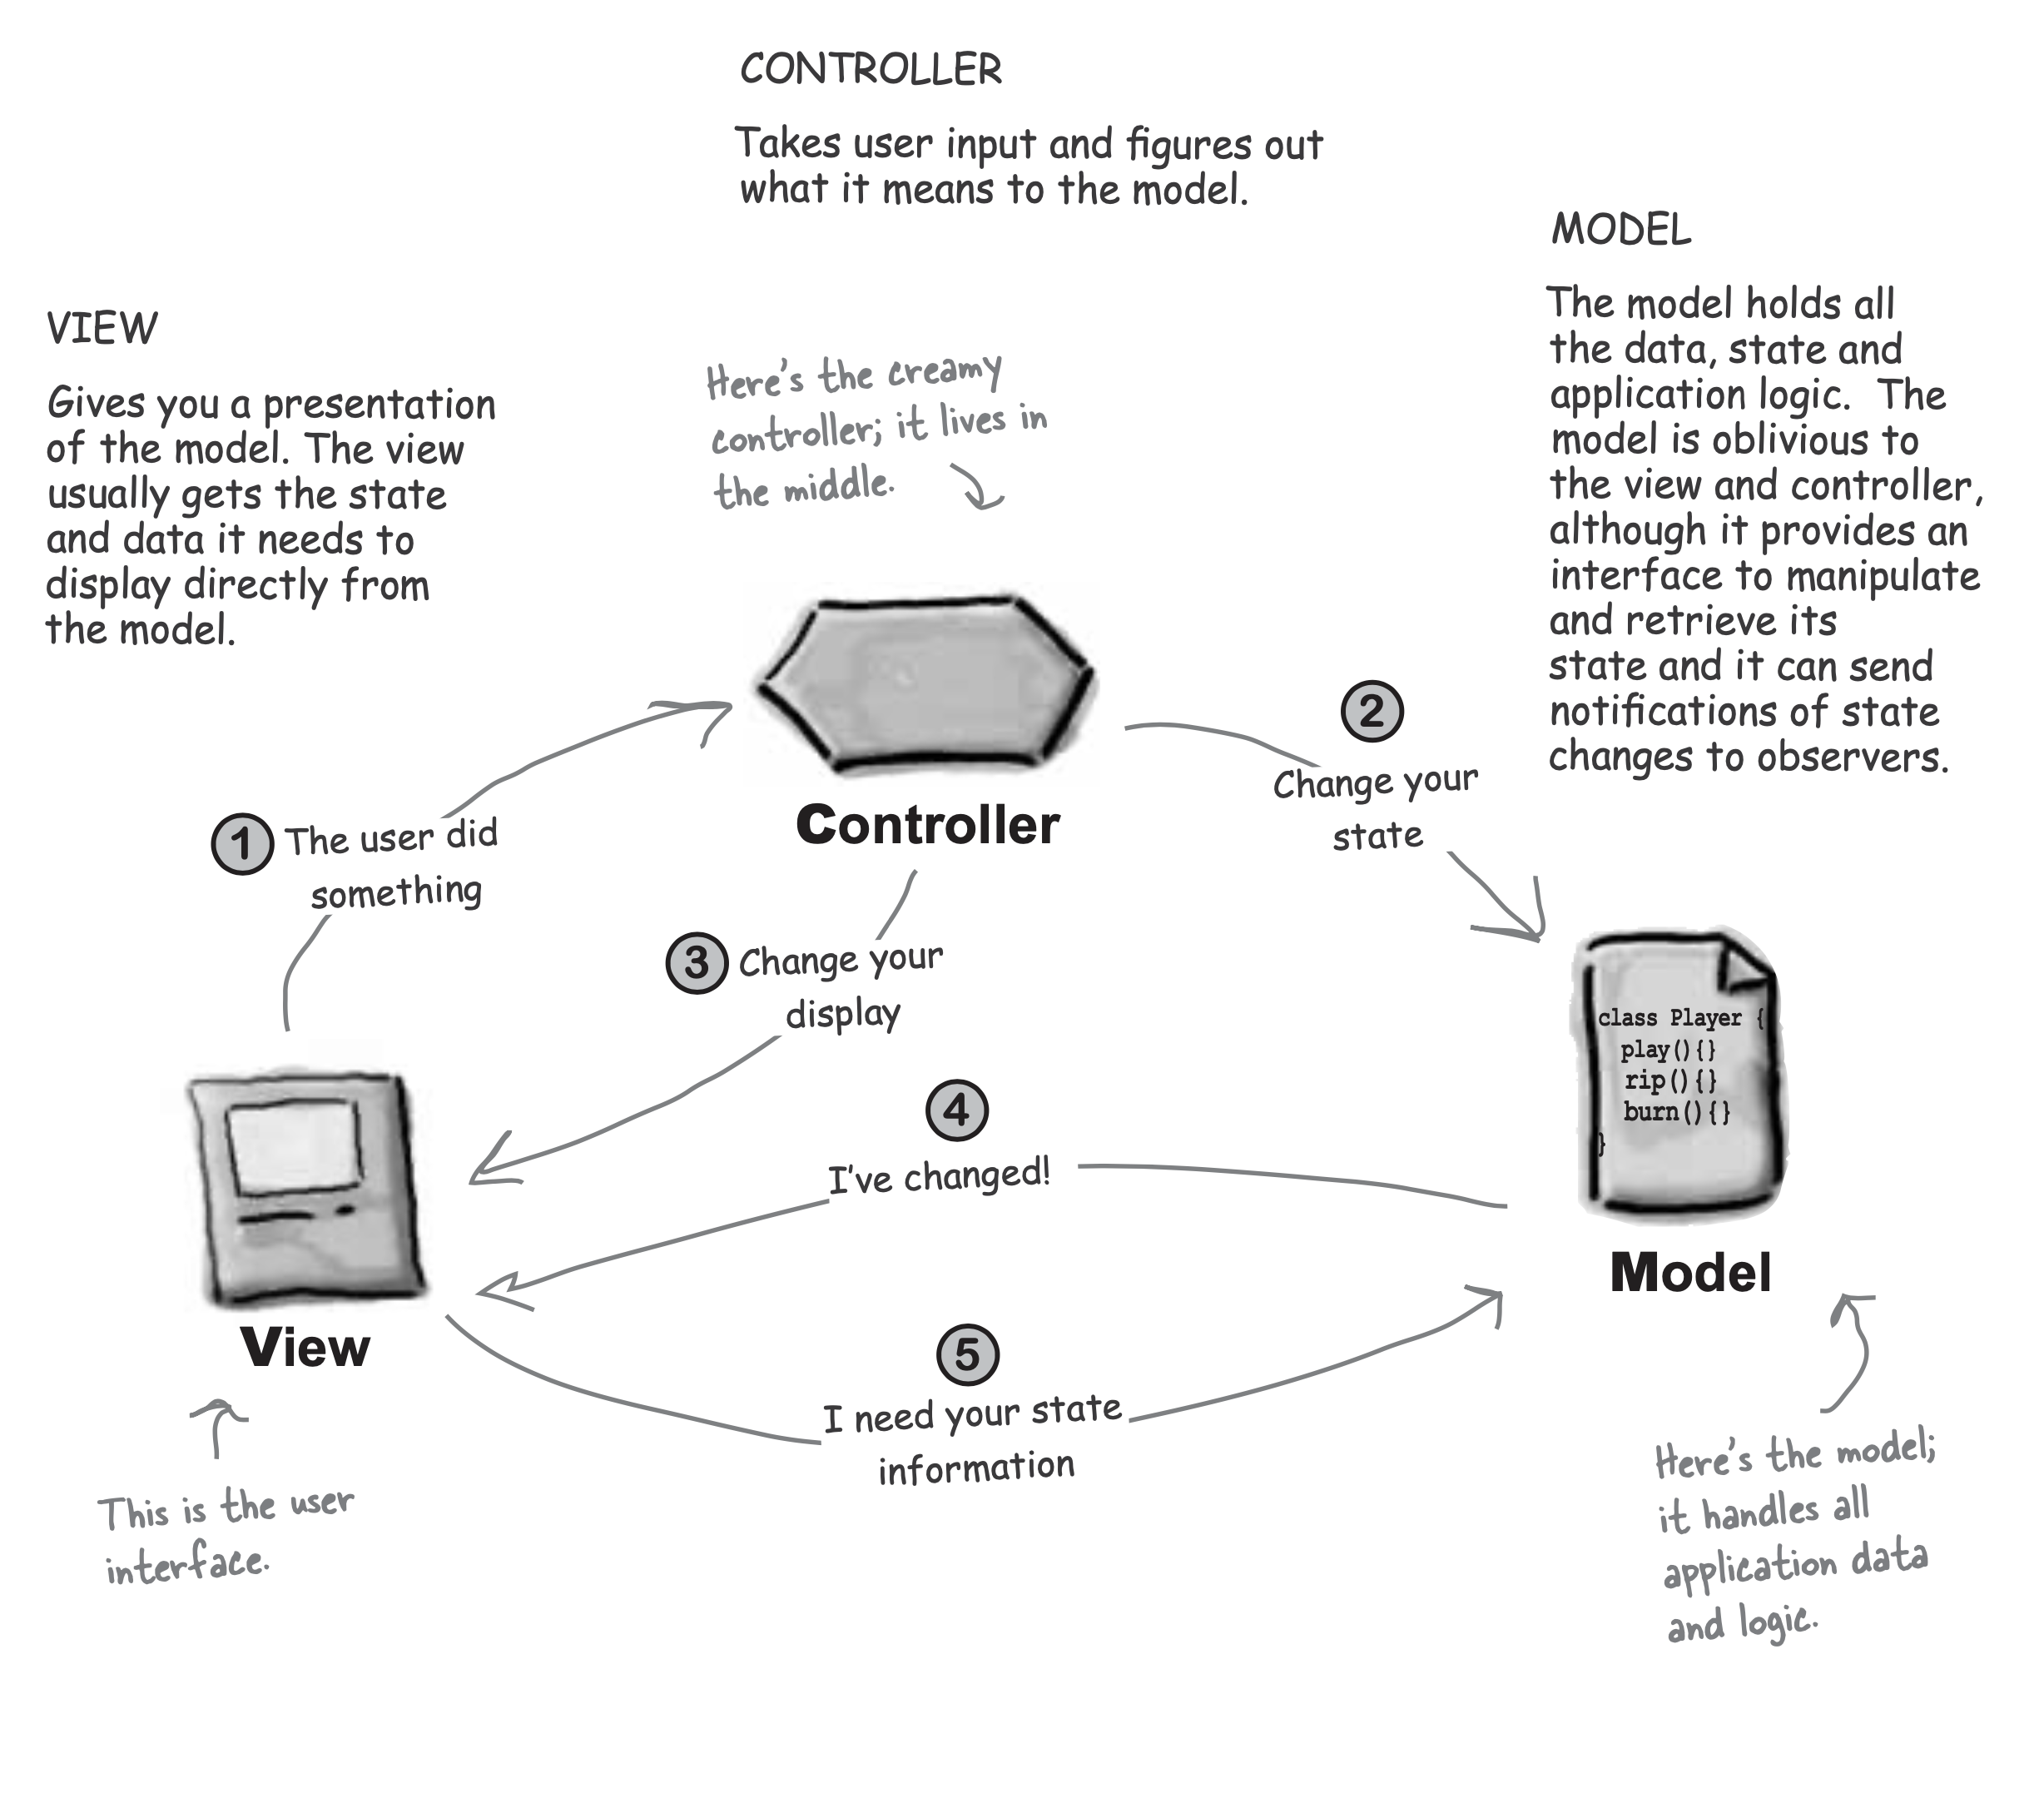 CONTROLLER
Takes user input and figures out
what it means to the model.
MODEL
The model holds all
the data, state and
application logic.  The
model is oblivious to
the view and controller,
although it provides an
interface to manipulate
and retrieve its
state and it can send
notifications of state
changes to observers.
VIEW
Gives you a presentation
of the model. The view
usually gets the state
and data it needs to
display directly from
the model.
Here's the creamy
controller; it lives in
the middle.
Controller
1 The user did
something
2
Change your
state
3 Change your
display
4
I've changed!
5
I need your state
information
class Player {
play(){}
rip(){}
burn(){}
}
Model
View
This is the user
interface.
Here's the model;
it handles all
application data
and logic.